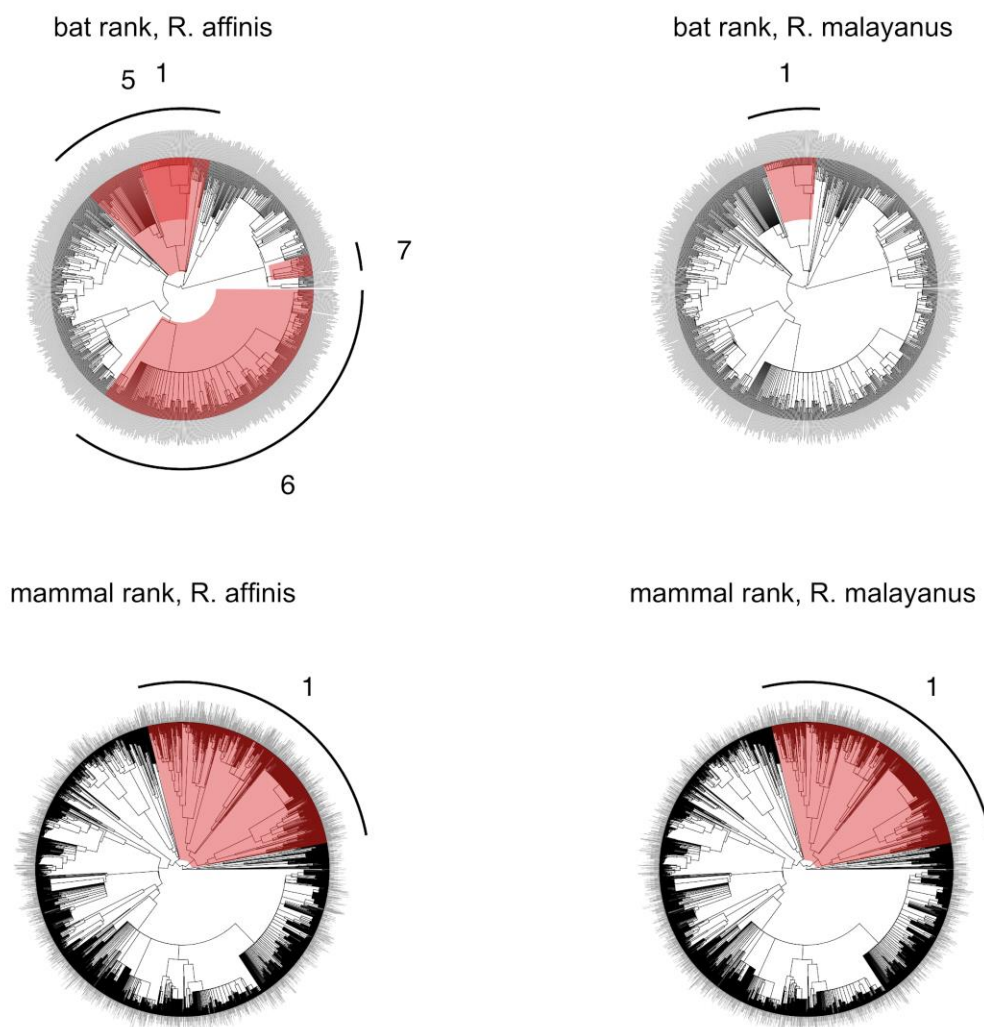 bat rank, R. affinis
bat rank, R. malayanus
5 1
1
7
6
mammal rank, R. affinis
mammal rank, R. malayanus
1
1